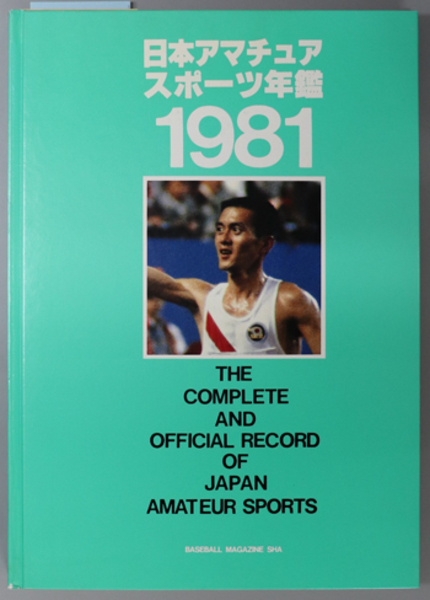 日本アマチュア
スポーツ年鑑
1981
THE
COMPLETE
AND
OFFICIAL RECORD
OF
JAPAN
AMATEUR SPORTS
BASEBALL MAGAZINE SHA